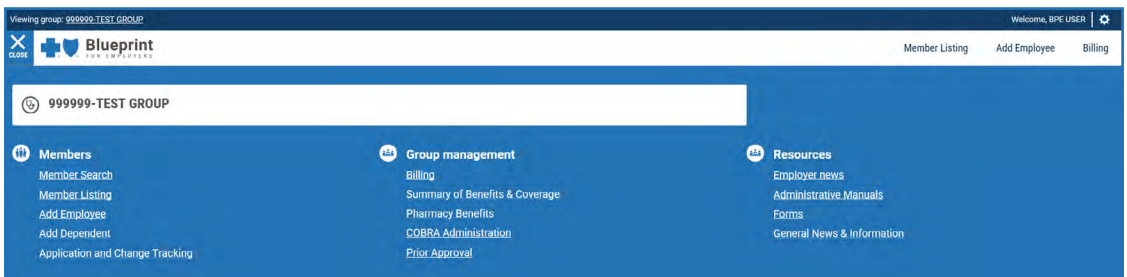 Viewing group: 999999-TEST GROUP
Welcome, BPE USER
CLOSE
Blueprint
FOR EMPLOYERS
Member Listing
Add Employee
Billing
999999-TEST GROUP
Members
Member Search
Member Listing
Add Employee
Add Dependent
Application and Change Tracking
Group management
Billing
Summary of Benefits & Coverage
Pharmacy Benefits
COBRA Administration
Prior Approval
Resources
Employer news
Administrative Manuals
Forms
General News & Information